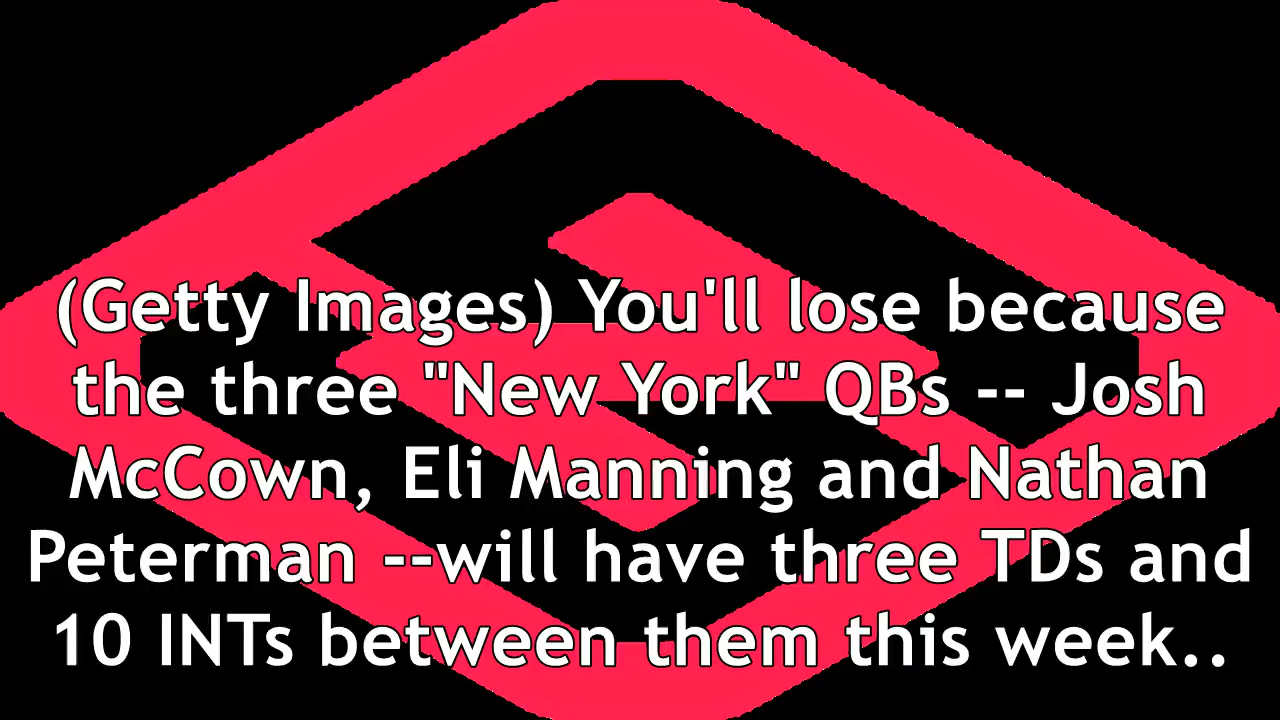 (Getty Images) You'll lose because
the three "New York" QBs -- Josh
McCown, Eli Manning and Nathan
Peterman --will have three TDs and
10 INTs between them this week..